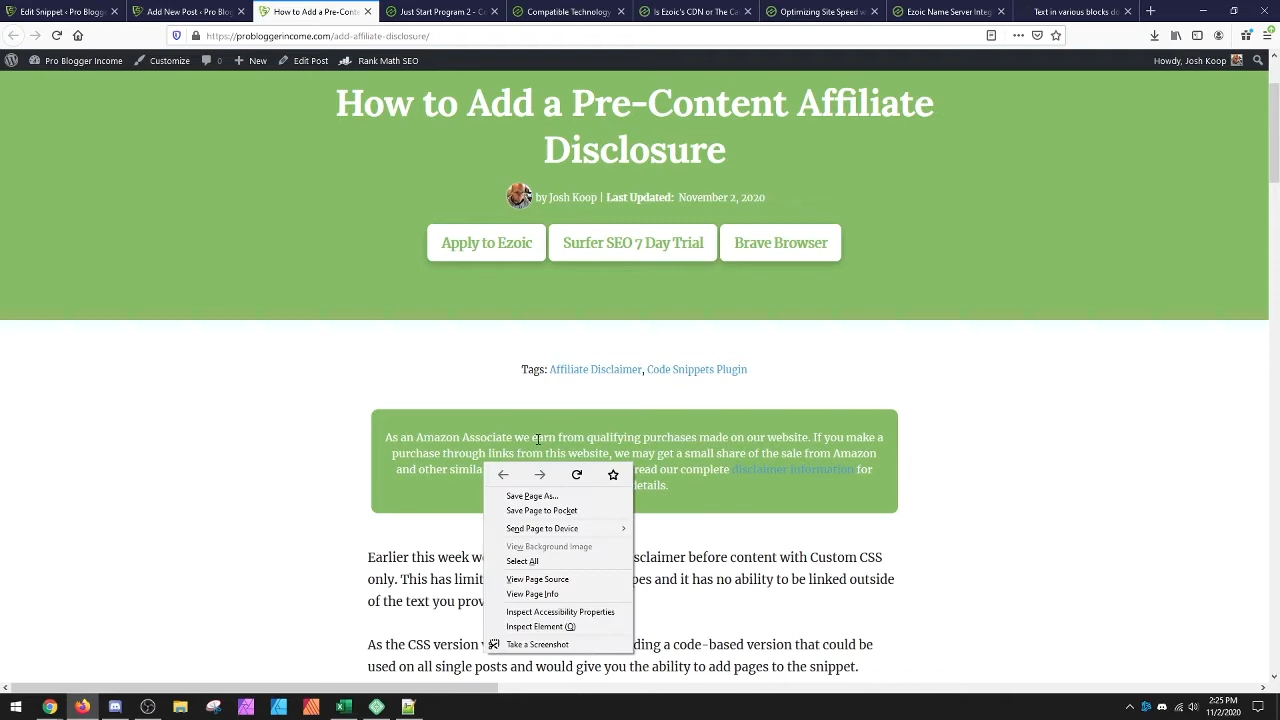 Edit Snippet ‹ Pro Blogge
Add New Post ‹ Pro Blogg
How to Add a Pre-Conte
Just Start Program 2 - C
Compatible Technology
Is Ezoic's CDN or The Ca
Optimizing Site Speed w
Ezoic Name Server Integ
Text in various blocks do
https://probloggerincome.com/add-affiliate-disclosure/
Pro Blogger Income
Customize
0
New
Edit Post
Rank Math SEO
Howdy, Josh Koop
How to Add a Pre-Content Affiliate
Disclosure
by Josh Koop | Last Updated: November 2, 2020
Apply to Ezoic
Surfer SEO 7 Day Trial
Brave Browser
Tags: Affiliate Disclaimer, Code Snippets Plugin
As an Amazon Associate we earn from qualifying purchases made on our website. If you make a
purchase through links from this website, we may get a small share of the sale from Amazon
and other simila read our complete disclaimer information for
details.
Save Page As...
Save Page to Pocket
Send Page to Device
View Background Image
Select All
View Page Source
View Page Info
Inspect Accessibility Properties
Inspect Element (Q)
Take a Screenshot
Earlier this week we sclaimer before content with Custom CSS
only. This has limit pes and it has no ability to be linked outside
of the text you prov
As the CSS version ding a code-based version that could be
used on all single posts and would give you the ability to add pages to the snippet.
2:25 PM
11/2/2020